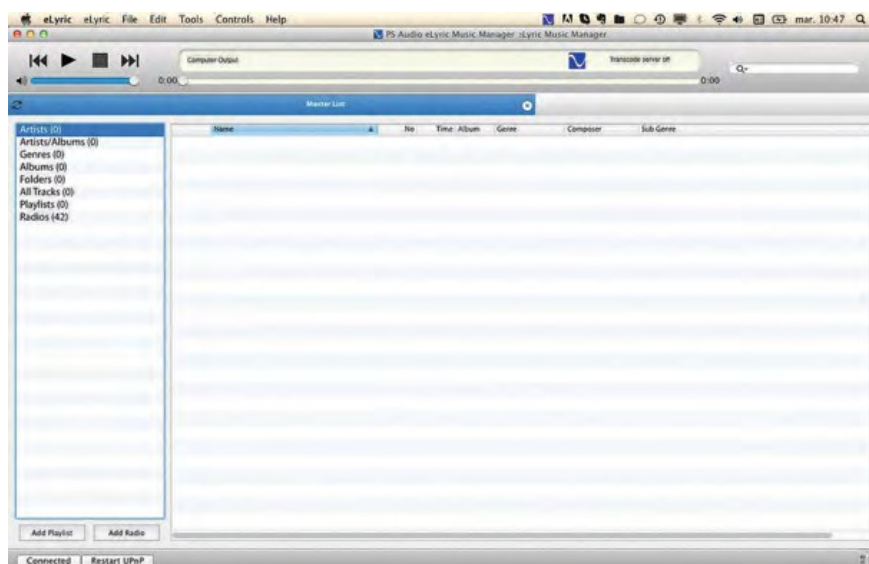 eLyric eLyric File Edit Tools Controls Help mar. 10:47
PS Audio eLyric Music Manager :eLyric Music Manager
Computer Output Transcode server off
0:00 0:00
Master List
Artists (0)
Artists/Albums (0)
Genres (0)
Albums (0)
Folders (0)
All Tracks (0)
Playlists (0)
Radios (42)
Name No Time Album Genre Composer Sub Genre
Add Playlist Add Radio
Connected Restart UPnP